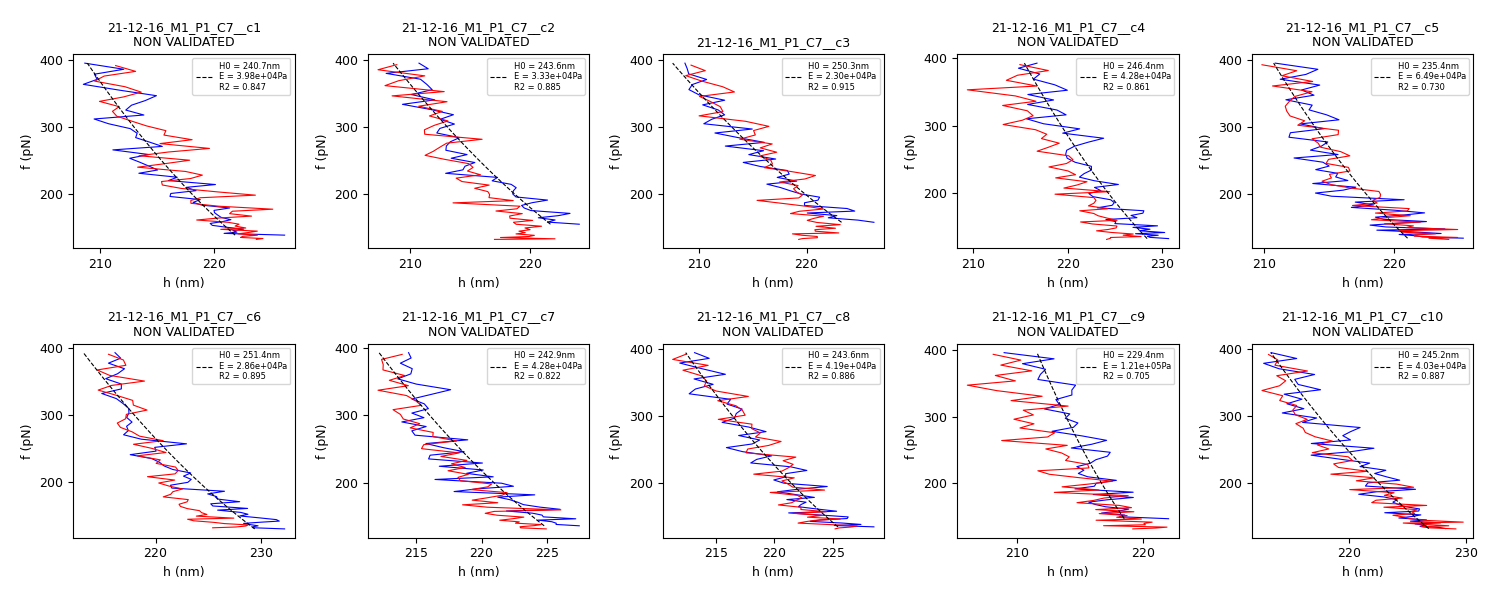 21-12-16_M1_P1_C7__c1
NON VALIDATED
H0 = 240.7nm
E = 3.98e+04Pa
R2 = 0.847
400
300
200
f (pN)
210
220
h (nm)
21-12-16_M1_P1_C7__c2
NON VALIDATED
H0 = 243.6nm
E = 3.33e+04Pa
R2 = 0.885
400
300
200
f (pN)
210
220
h (nm)
21-12-16_M1_P1_C7__c3
H0 = 250.3nm
E = 2.30e+04Pa
R2 = 0.915
400
300
200
f (pN)
210
220
h (nm)
21-12-16_M1_P1_C7__c4
NON VALIDATED
H0 = 246.4nm
E = 4.28e+04Pa
R2 = 0.861
400
300
200
f (pN)
210
220
230
h (nm)
21-12-16_M1_P1_C7__c5
NON VALIDATED
H0 = 235.4nm
E = 6.49e+04Pa
R2 = 0.730
400
300
200
f (pN)
210
220
h (nm)
21-12-16_M1_P1_C7__c6
NON VALIDATED
H0 = 251.4nm
E = 2.86e+04Pa
R2 = 0.895
400
300
200
f (pN)
220
230
h (nm)
21-12-16_M1_P1_C7__c7
NON VALIDATED
H0 = 242.9nm
E = 4.28e+04Pa
R2 = 0.822
400
300
200
f (pN)
215
220
225
h (nm)
21-12-16_M1_P1_C7__c8
NON VALIDATED
H0 = 243.6nm
E = 4.19e+04Pa
R2 = 0.886
400
300
200
f (pN)
215
220
225
h (nm)
21-12-16_M1_P1_C7__c9
NON VALIDATED
H0 = 229.4nm
E = 1.21e+05Pa
R2 = 0.705
400
300
200
f (pN)
210
220
h (nm)
21-12-16_M1_P1_C7__c10
NON VALIDATED
H0 = 245.2nm
E = 4.03e+04Pa
R2 = 0.887
400
300
200
f (pN)
220
230
h (nm)